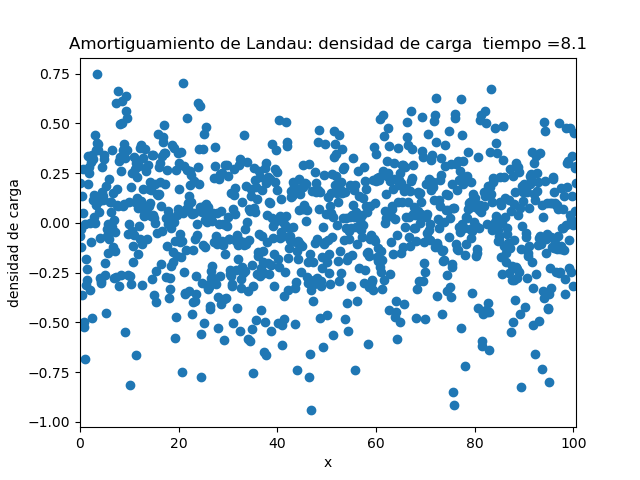 Amortiguamiento de Landau: densidad de carga  tiempo =8.1
densidad de carga
0.75
0.50
0.25
0.00
−0.25
−0.50
−0.75
−1.00
0 20 40 60 80 100
x